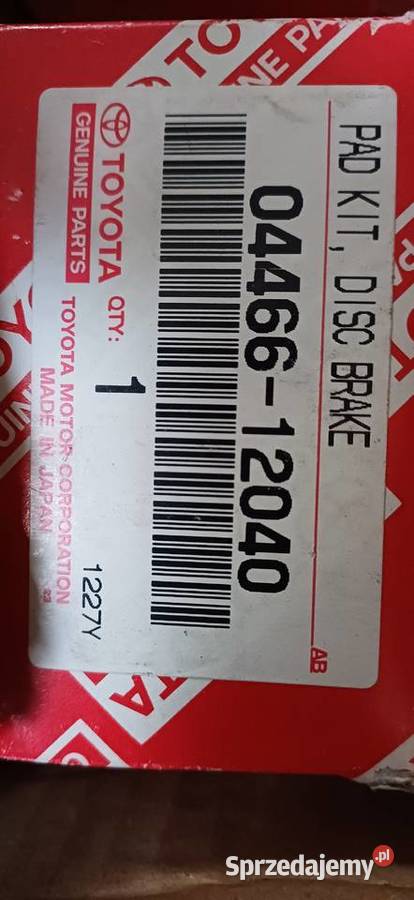 PAD KIT, DISC BRAKE
AB
04466-12040
TOYOTA QTY: 1
GENUINE PARTS
TOYOTA MOTOR CORPORATION
MADE IN JAPAN
1227Y
Sprzedajemy.pl